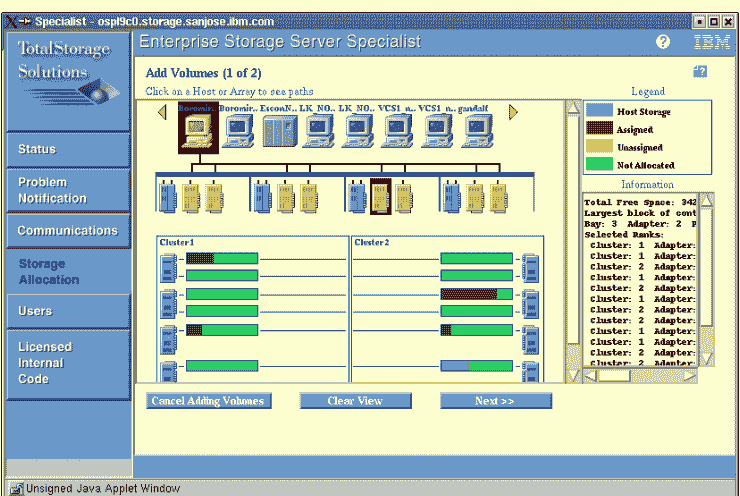 Specialist - ospl9c0.storage.sanjose.ibm.com
TotalStorage
Solutions
Enterprise Storage Server Specialist
?
IBM
Add Volumes (1 of 2)
Click on a Host or Array to see paths
Boromir.. Boromir.. EsconN.. LK_NO.. LK_NO.. VCS1_n.. VCS1_n.. gandalf
Legend
Host Storage
Assigned
Unassigned
Not Allocated
Information
Total Free Space: 342
Largest block of cont
Bay: 3 Adapter: 2 P
Selected Ranks:
Cluster: 1 Adapter:
Cluster: 1 Adapter:
Cluster: 2 Adapter:
Cluster: 1 Adapter:
Cluster: 1 Adapter:
Cluster: 2 Adapter:
Cluster: 2 Adapter:
Cluster: 1 Adapter:
Cluster: 1 Adapter:
Cluster: 2 Adapter:
Cluster: 2 Adapter:
Status
Problem
Notification
Communications
Storage
Allocation
Users
Licensed
Internal
Code
Cluster 1
Cluster 2
Cancel Adding Volumes
Clear View
Next >>
Unsigned Java Applet Window